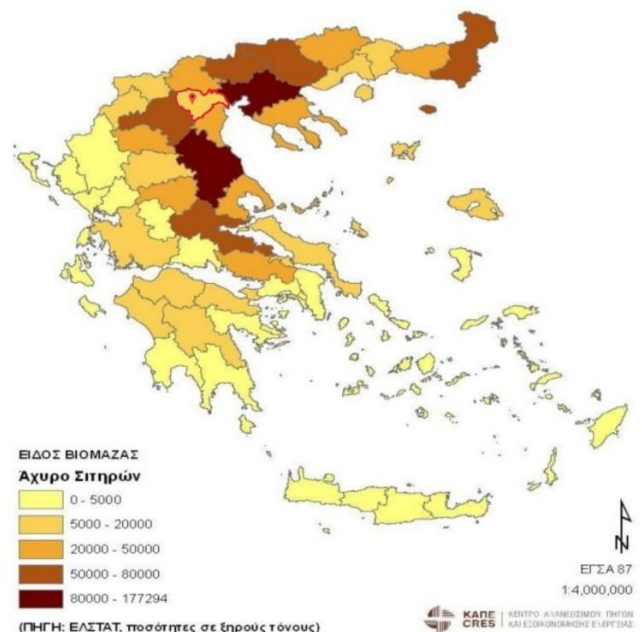 ΕΙΔΟΣ ΒΙΟΜΑΖΑΣ
Άχυρο Σιτηρών
0 - 5000
5000 - 20000
20000 - 50000
50000 - 80000
80000 - 177294
(ΠΗΓΗ: ΕΛΣΤΑΤ, ποσότητες σε ξηρούς τόνους)
N
ΕΓΣΑ 87
1:4,000,000
ΚΑΠΕ
CRES
ΚΕΝΤΡΟ ΑΝΑΝΕΩΣΙΜΩΝ ΠΗΓΩΝ
ΚΑΙ ΕΞΟΙΚΟΝΟΜΗΣΗΣ ΕΝΕΡΓΕΙΑΣ